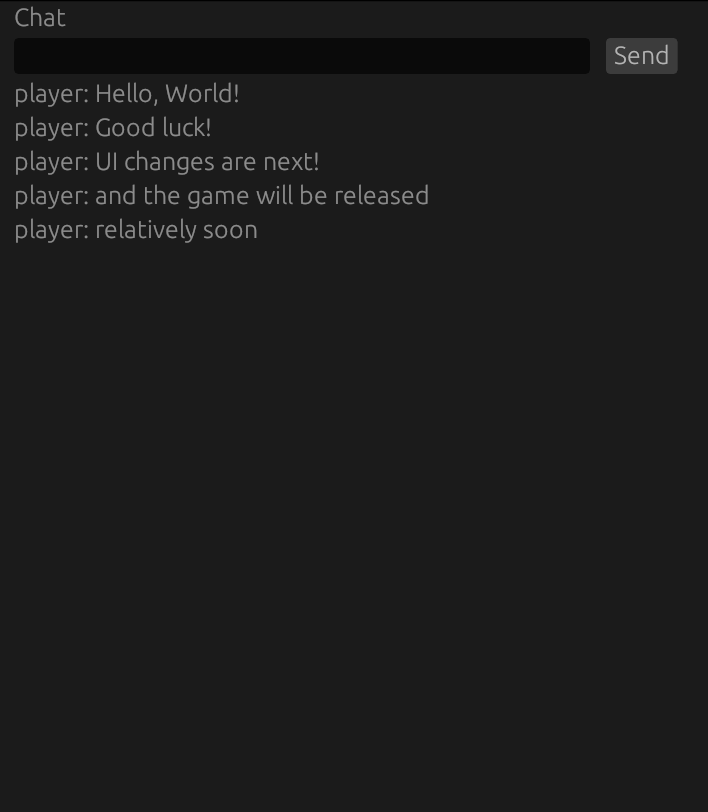 Chat
Send
player: Hello, World!
player: Good luck!
player: UI changes are next!
player: and the game will be released
player: relatively soon